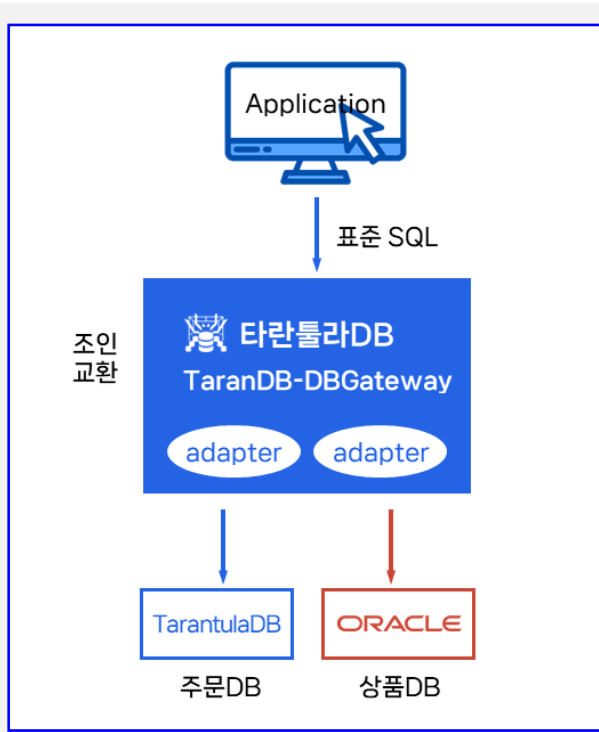 Application
표준 SQL
조인
교환
타란툴라DB
TaranDB-DBGateway
adapter
adapter
TarantulaDB
ORACLE
주문DB
상품DB